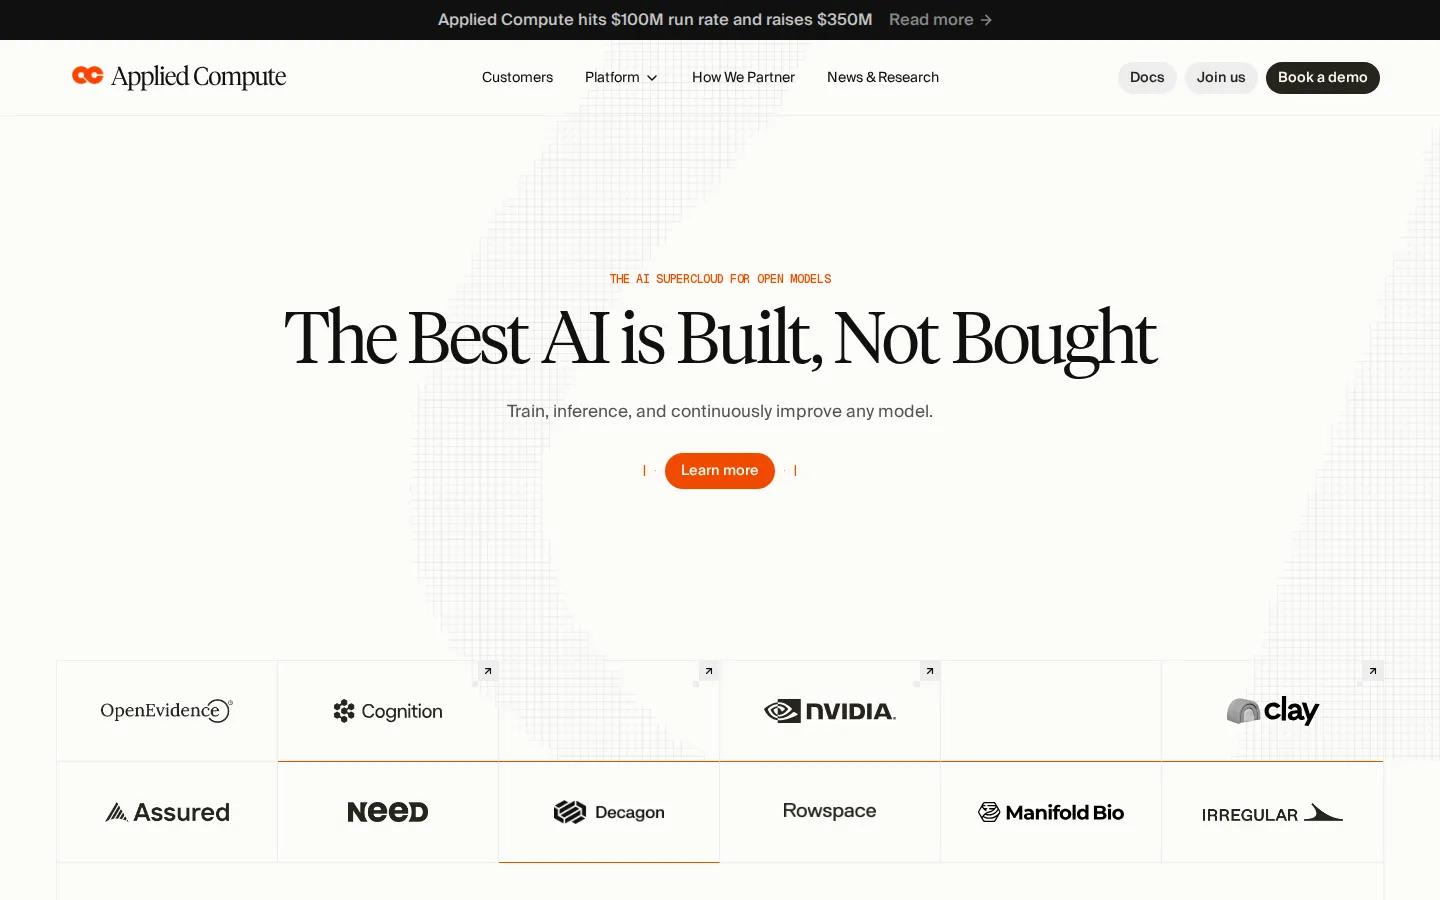 Applied Compute hits $100M run rate and raises $350M Read more →
Applied Compute
Customers
Platform
How We Partner
News & Research
Docs
Join us
Book a demo
THE AI SUPERCLOUD FOR OPEN MODELS
The Best AI is Built, Not Bought
Train, inference, and continuously improve any model.
Learn more
OpenEvidence®
Cognition
NVIDIA.
clay
Assured
NeeD
Decagon
Rowspace
Manifold Bio
IRREGULAR